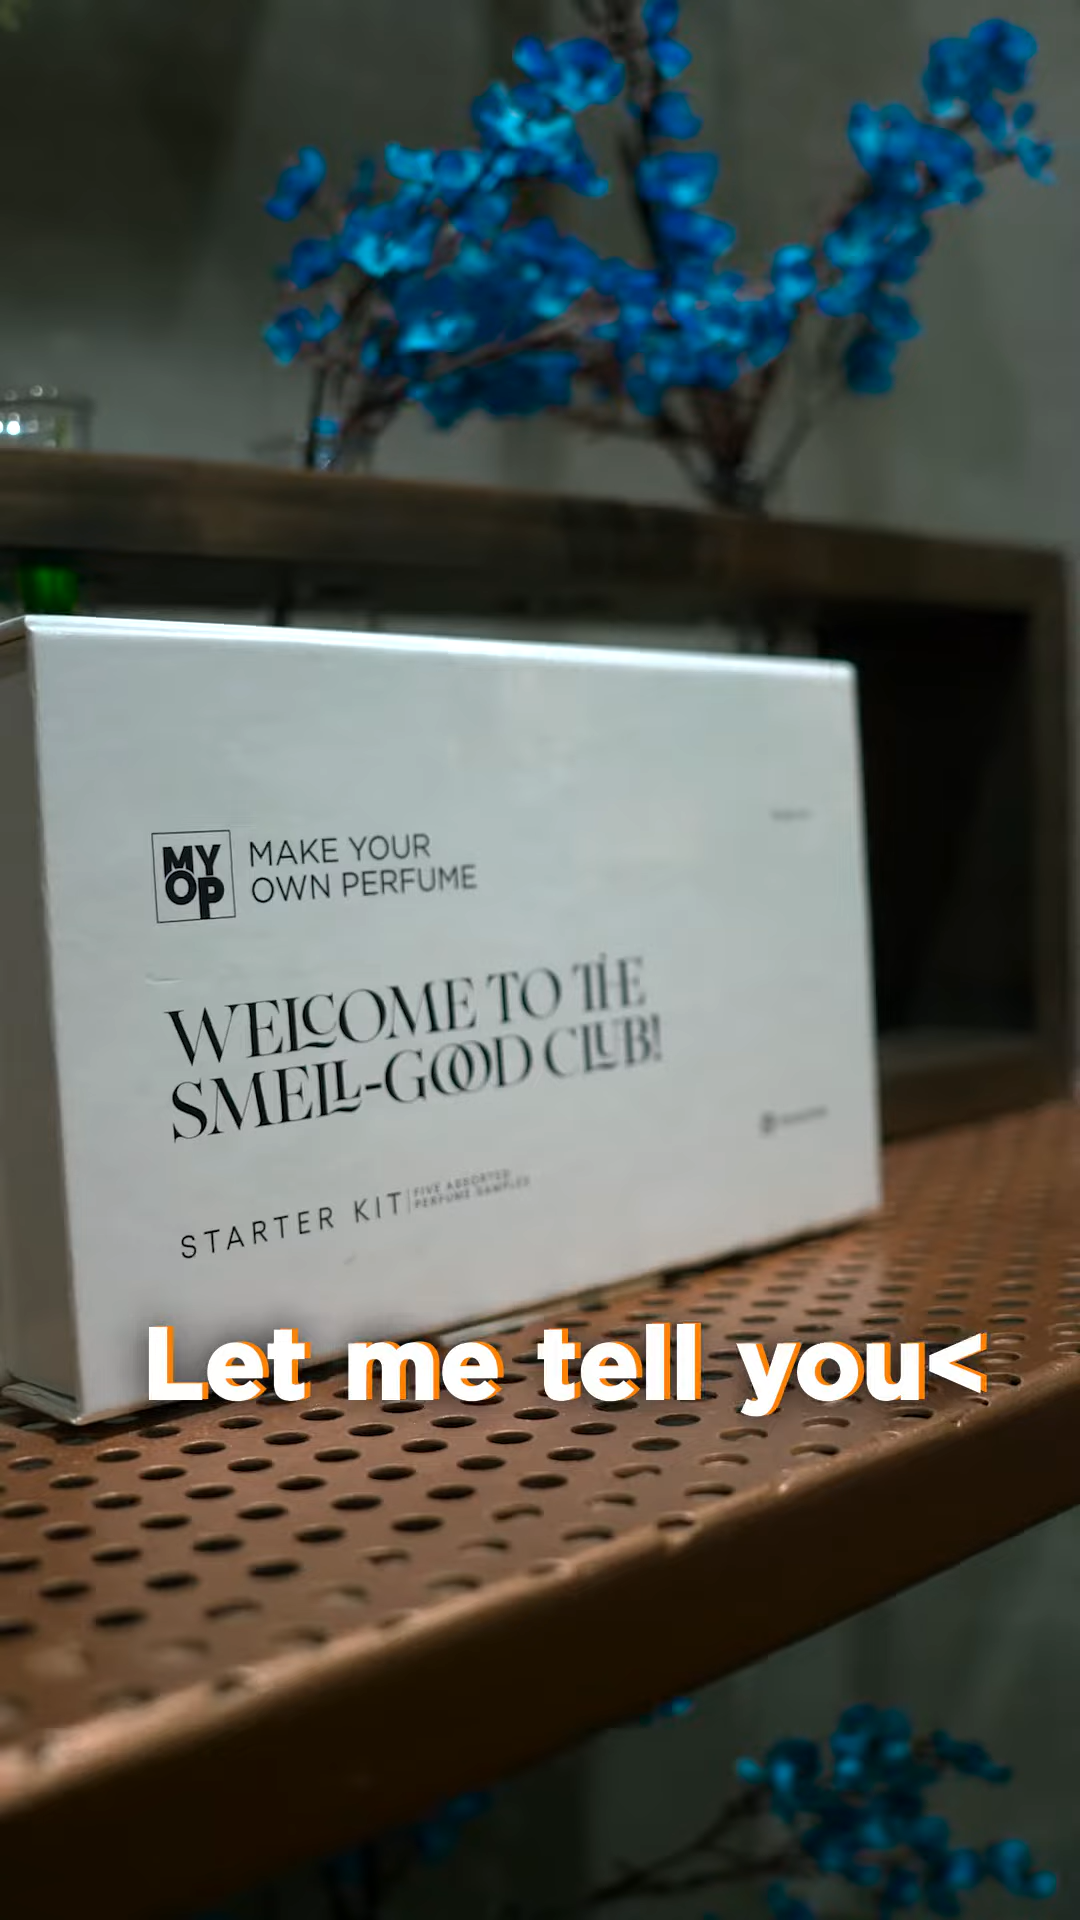 MY
OP
MAKE YOUR
OWN PERFUME
WELCOME TO THE
SMELL-GOOD CLUB!
STARTER KIT
FIVE ASSORTED
PERFUME SAMPLES
Let me tell you<